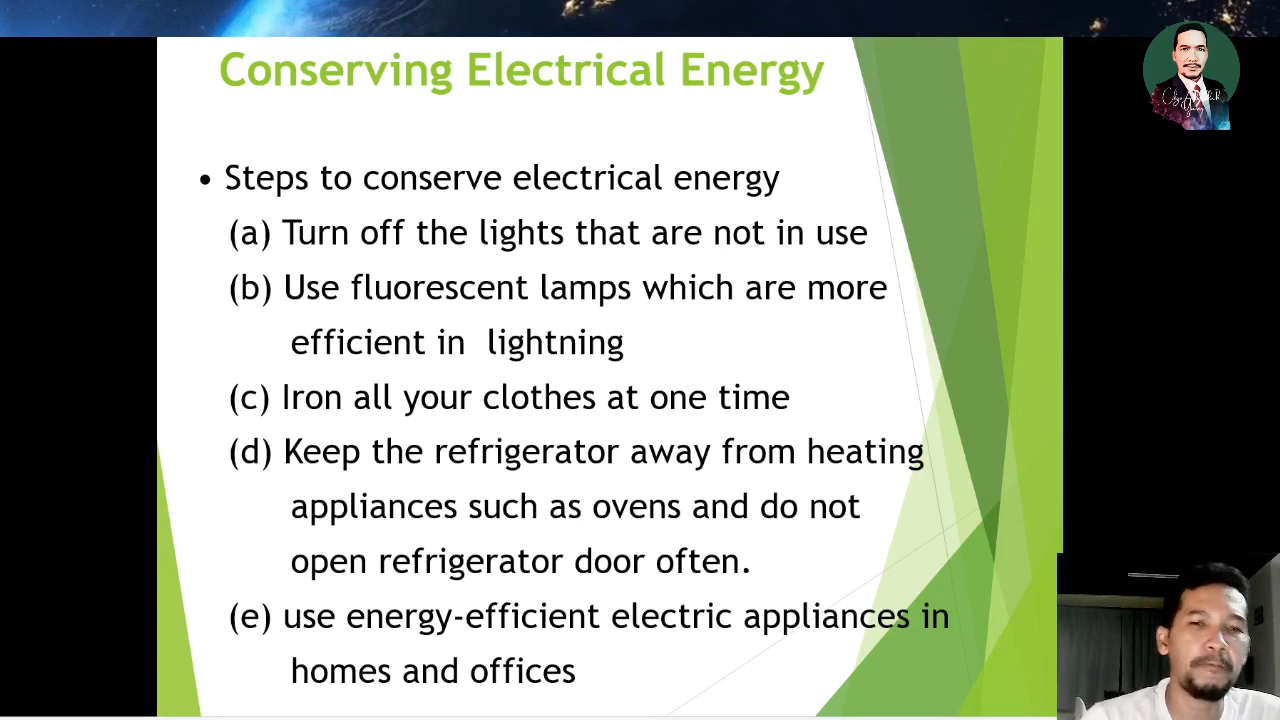 Conserving Electrical Energy
• Steps to conserve electrical energy
(a) Turn off the lights that are not in use
(b) Use fluorescent lamps which are more
efficient in lightning
(c) Iron all your clothes at one time
(d) Keep the refrigerator away from heating
appliances such as ovens and do not
open refrigerator door often.
(e) use energy-efficient electric appliances in
homes and offices